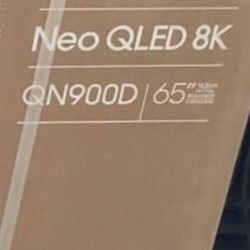 Neo QLED 8K
QN900D | 65"